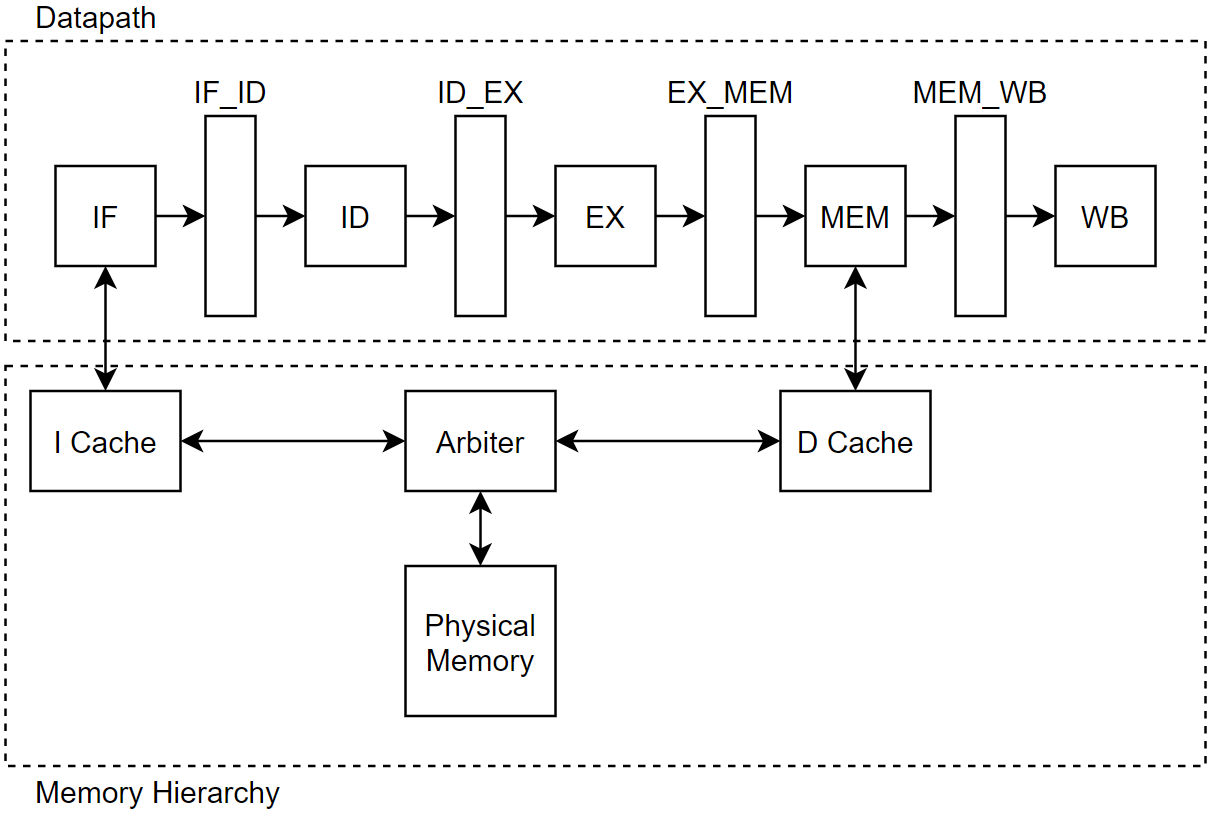 Datapath
IF_ID
ID_EX
EX_MEM
MEM_WB
IF
ID
EX
MEM
WB
I Cache
Arbiter
D Cache
Physical
Memory
Memory Hierarchy